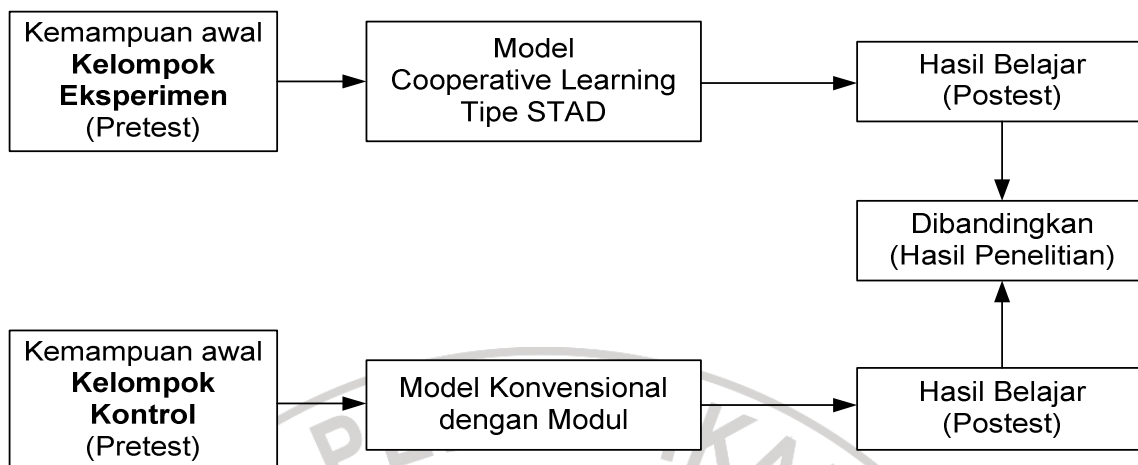 Kemampuan awal
Kelompok
Eksperimen
(Pretest)
Model
Cooperative Learning
Tipe STAD
Hasil Belajar
(Postest)
Dibandingkan
(Hasil Penelitian)
Kemampuan awal
Kelompok
Kontrol
(Pretest)
Model Konvensional
dengan Modul
Hasil Belajar
(Postest)